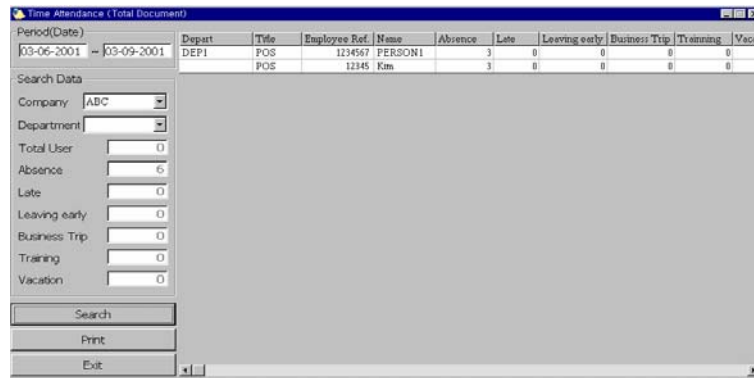 Time Attendance (Total Document)
Period(Date)
03-06-2001 ~ 03-09-2001
Search Data
Company ABC
Department
Total User 0
Absence 6
Late 0
Leaving early 0
Business Trip 0
Training 0
Vacation 0
Search
Print
Exit
Depart Title Employee Ref. Name Absence Late Leaving early Business Trip Trainning Vaca
DEP1 POS 1234567 PERSON1 3 0 0 0 0
POS 12345 Kim 3 0 0 0 0